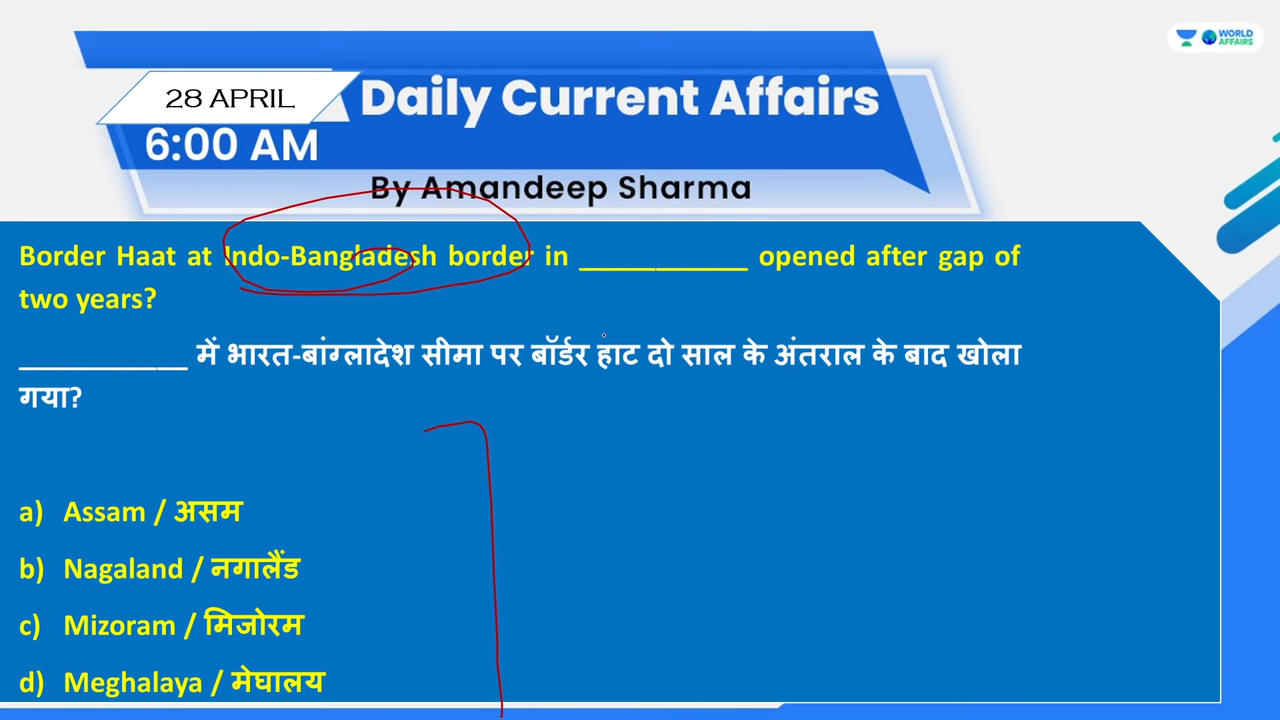 WORLD
AFFAIRS
28 APRIL
Daily Current Affairs
6:00 AM
By Amandeep Sharma
Border Haat at Indo-Bangladesh border in ___________ opened after gap of
two years?
___________ में भारत-बांग्लादेश सीमा पर बॉर्डर हाट दो साल के अंतराल के बाद खोला
गया?
a) Assam / असम
b) Nagaland / नगालैंड
c) Mizoram / मिजोरम
d) Meghalaya / मेघालय